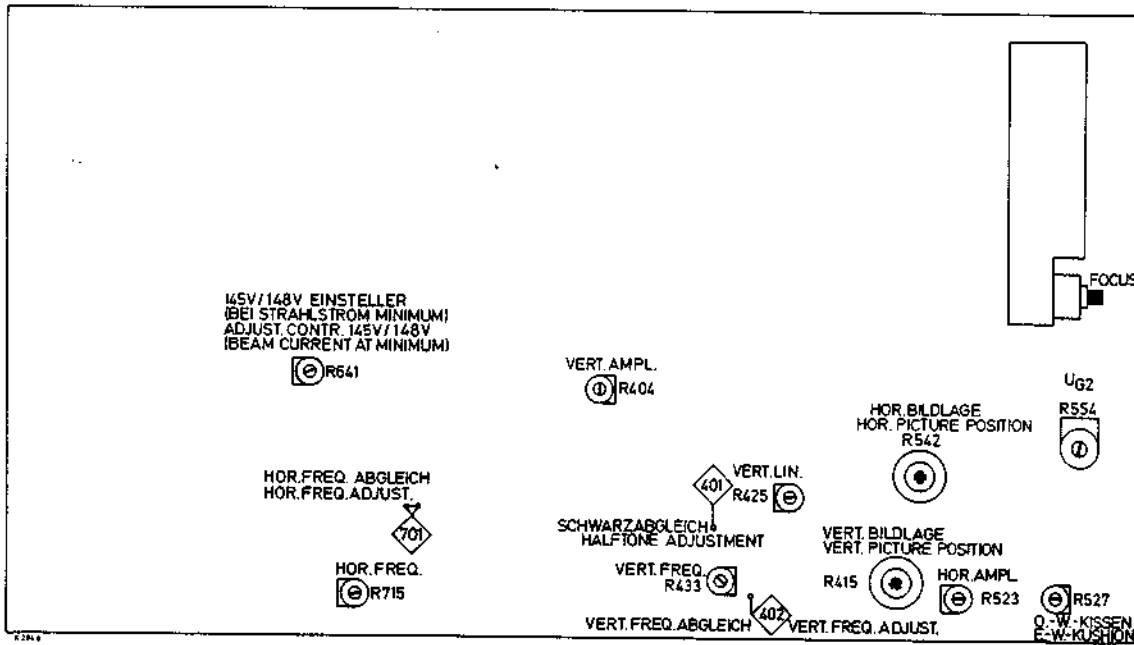 FOCUS
145V/148V EINSTELLER
(BEI STRAHLSTROM MINIMUM)
ADJUST. CONTR. 145V/148V
(BEAM CURRENT AT MINIMUM)
R641
VERT. AMPL.
R404
UG2
R554
HOR. BILDLAGE
HOR. PICTURE POSITION
R542
HOR.FREQ. ABGLEICH
HOR.FREQ.ADJUST.
701
401
VERT.LIN.
R425
SCHWARZABGLEICH
HALFTONE ADJUSTMENT
VERT. BILDLAGE
VERT. PICTURE POSITION
R415
HOR.FREQ.
R715
VERT.FREQ.
R433
HOR.AMPL
R523
R527
O.-W.-KISSEN
E.-W.-KUSHION
VERT.FREQ.ABGLEICH
402
VERT.FREQ.ADJUST.